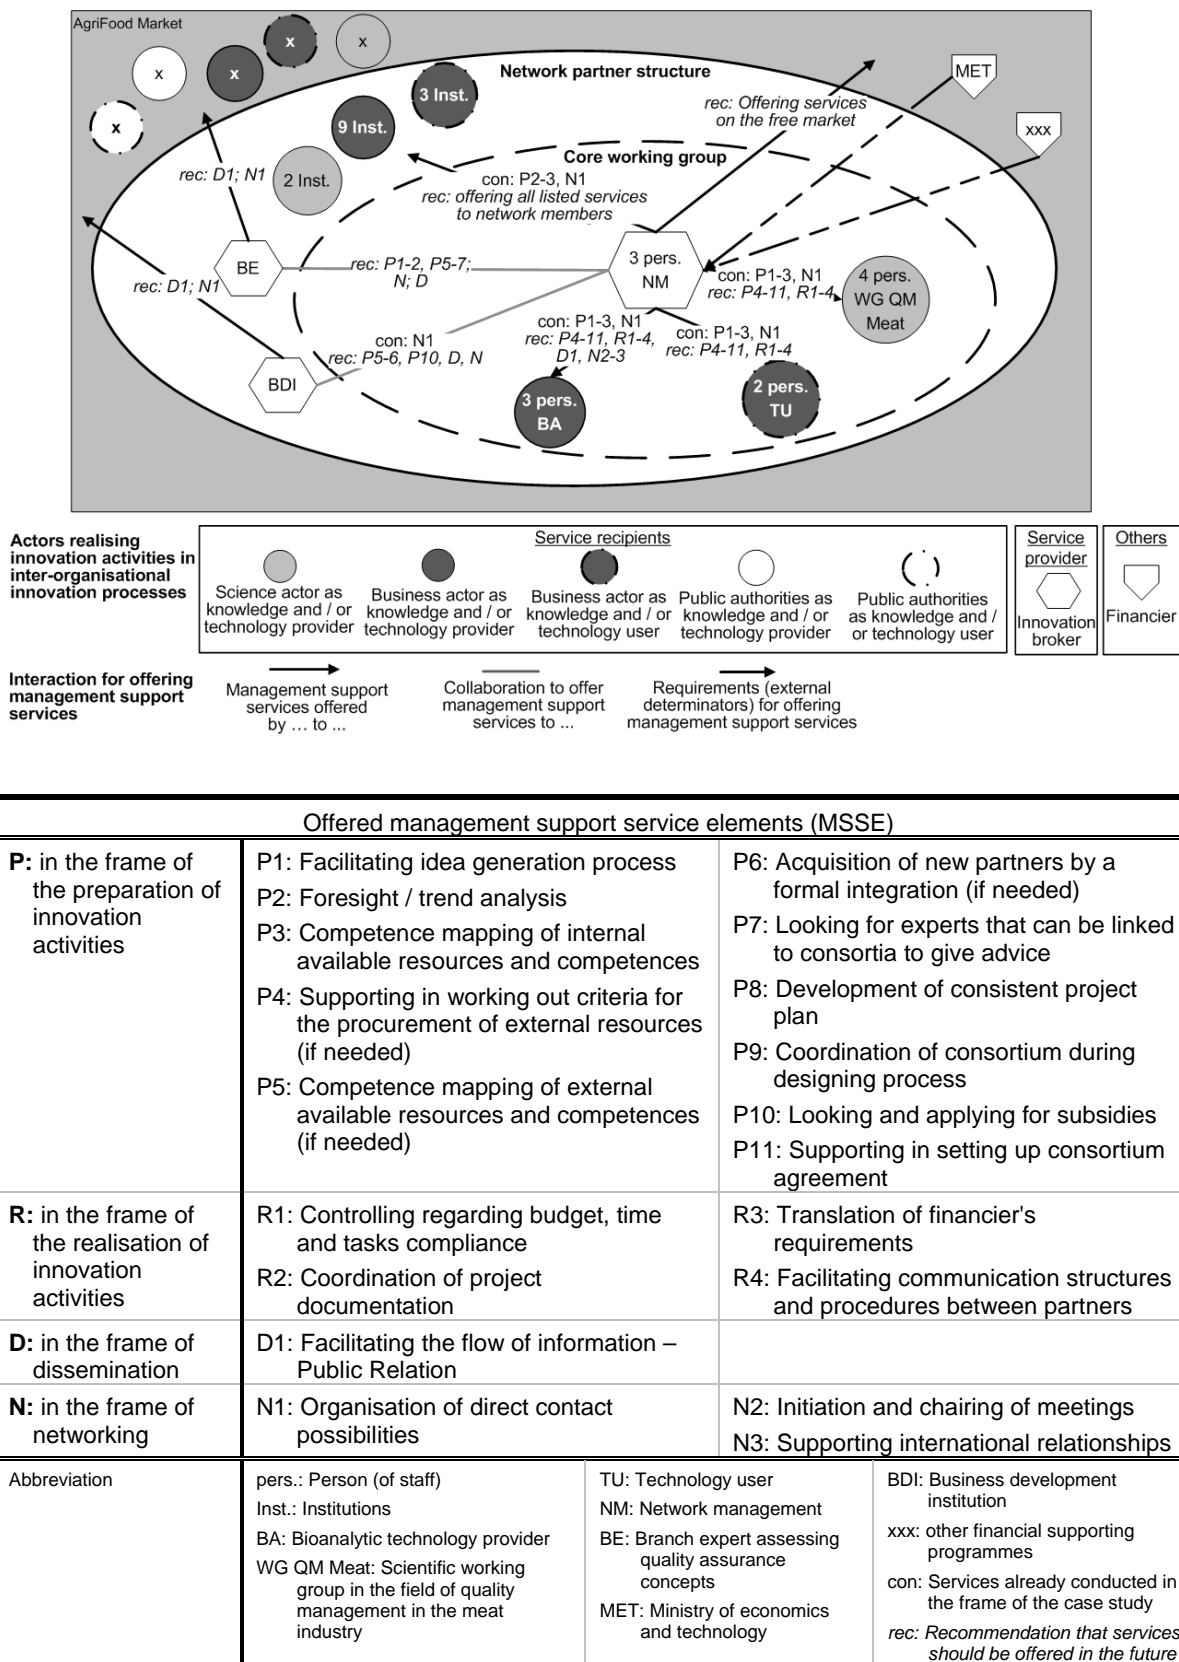 AgriFood Market
x
x
x
x
x
Network partner structure
3 Inst.
9 Inst.
2 Inst.
MET
xxx
rec: Offering services
on the free market
Core working group
rec: D1; N1
con: P2-3, N1
rec: offering all listed services
to network members
BE
rec: P1-2, P5-7;
N; D
3 pers.
NM
rec: D1; N1
con: P1-3, N1
rec: P4-11, R1-4
4 pers.
WG QM
Meat
con: N1
rec: P5-6, P10, D, N
con: P1-3, N1
rec: P4-11, R1-4,
D1, N2-3
con: P1-3, N1
rec: P4-11, R1-4
BDI
3 pers.
BA
2 pers.
TU
Actors realising
innovation activities in
inter-organisational
innovation processes
Service recipients
Science actor as
knowledge and / or
technology provider
Business actor as
knowledge and / or
technology provider
Business actor as
knowledge and / or
technology user
Public authorities as
knowledge and / or
technology provider
Public authorities
as knowledge and /
or technology user
Service
provider
Innovation
broker
Others
Financier
Interaction for offering
management support
services
Management support
services offered
by … to ...
Collaboration to offer
management support
services to ...
Requirements (external
determinators) for offering
management support services
Offered management support service elements (MSSE)
P: in the frame of
the preparation of
innovation
activities
P1: Facilitating idea generation process
P2: Foresight / trend analysis
P3: Competence mapping of internal
available resources and competences
P4: Supporting in working out criteria for
the procurement of external resources
(if needed)
P5: Competence mapping of external
available resources and competences
(if needed)
P6: Acquisition of new partners by a
formal integration (if needed)
P7: Looking for experts that can be linked
to consortia to give advice
P8: Development of consistent project
plan
P9: Coordination of consortium during
designing process
P10: Looking and applying for subsidies
P11: Supporting in setting up consortium
agreement
R: in the frame of
the realisation of
innovation
activities
R1: Controlling regarding budget, time
and tasks compliance
R2: Coordination of project
documentation
R3: Translation of financier's
requirements
R4: Facilitating communication structures
and procedures between partners
D: in the frame of
dissemination
D1: Facilitating the flow of information –
Public Relation
N: in the frame of
networking
N1: Organisation of direct contact
possibilities
N2: Initiation and chairing of meetings
N3: Supporting international relationships
Abbreviation
pers.: Person (of staff)
Inst.: Institutions
BA: Bioanalytic technology provider
WG QM Meat: Scientific working
group in the field of quality
management in the meat
industry
TU: Technology user
NM: Network management
BE: Branch expert assessing
quality assurance
concepts
MET: Ministry of economics
and technology
BDI: Business development
institution
xxx: other financial supporting
programmes
con: Services already conducted in
the frame of the case study
rec: Recommendation that services
should be offered in the future